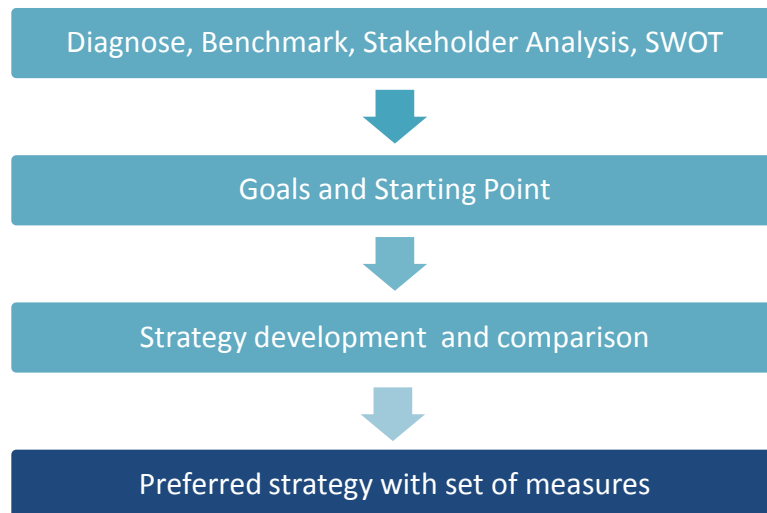 Diagnose, Benchmark, Stakeholder Analysis, SWOT
Goals and Starting Point
Strategy development  and comparison
Preferred strategy with set of measures